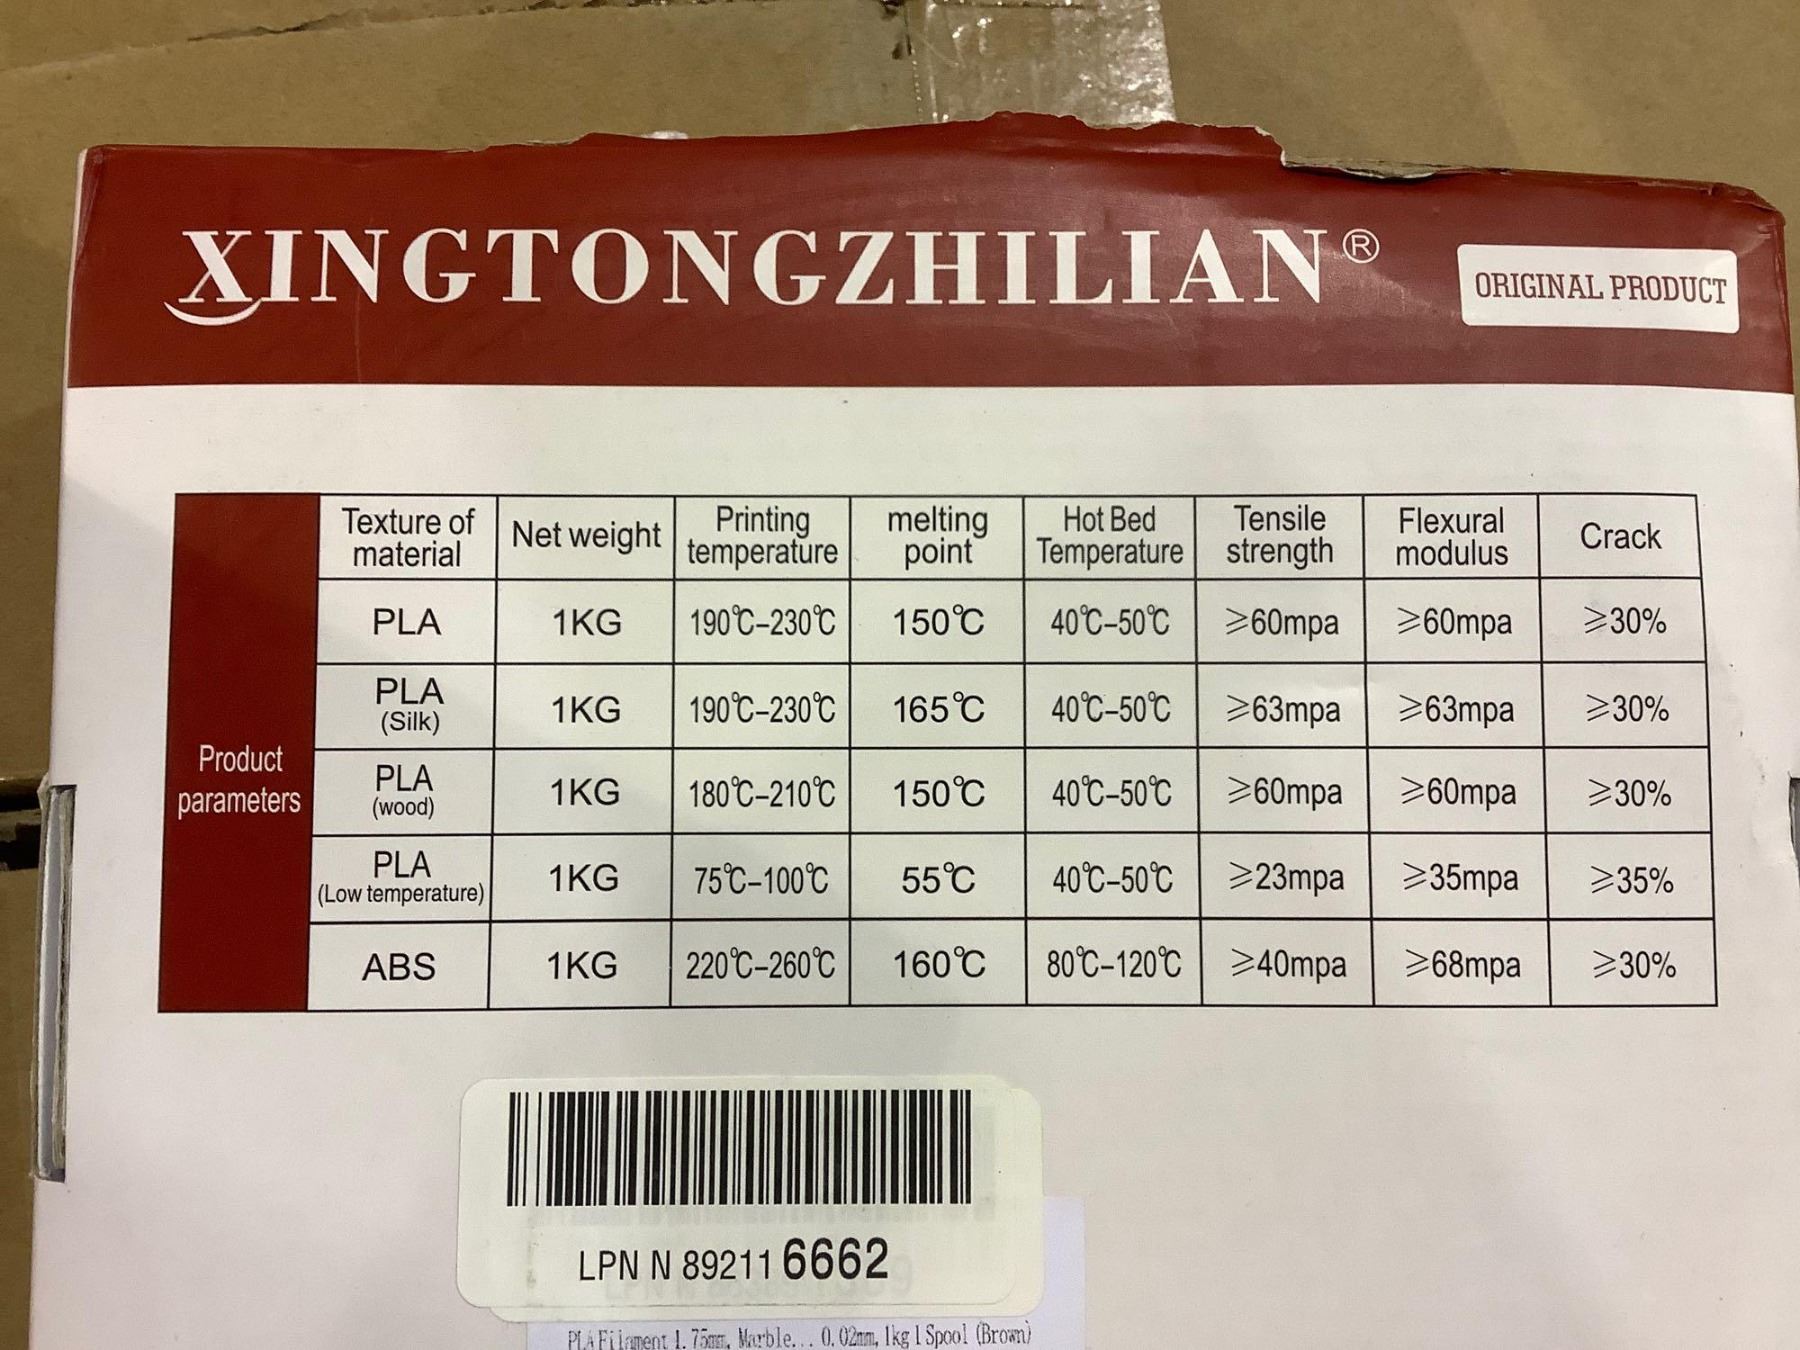 XINGTONGZHILIAN®
ORIGINAL PRODUCT
Product parameters
Texture of material | Net weight | Printing temperature | melting point | Hot Bed Temperature | Tensile strength | Flexural modulus | Crack
PLA | 1KG | 190℃–230℃ | 150℃ | 40℃–50℃ | ⩾60mpa | ⩾60mpa | ⩾30%
PLA (Silk) | 1KG | 190℃–230℃ | 165℃ | 40℃–50℃ | ⩾63mpa | ⩾63mpa | ⩾30%
PLA (wood) | 1KG | 180℃–210℃ | 150℃ | 40℃–50℃ | ⩾60mpa | ⩾60mpa | ⩾30%
PLA (Low temperature) | 1KG | 75℃–100℃ | 55℃ | 40℃–50℃ | ⩾23mpa | ⩾35mpa | ⩾35%
ABS | 1KG | 220℃–260℃ | 160℃ | 80℃–120℃ | ⩾40mpa | ⩾68mpa | ⩾30%
LPN N 89211 6662
PLA Filament 1.75mm, Marble... 0.02mm, 1kg 1 Spool (Brown)